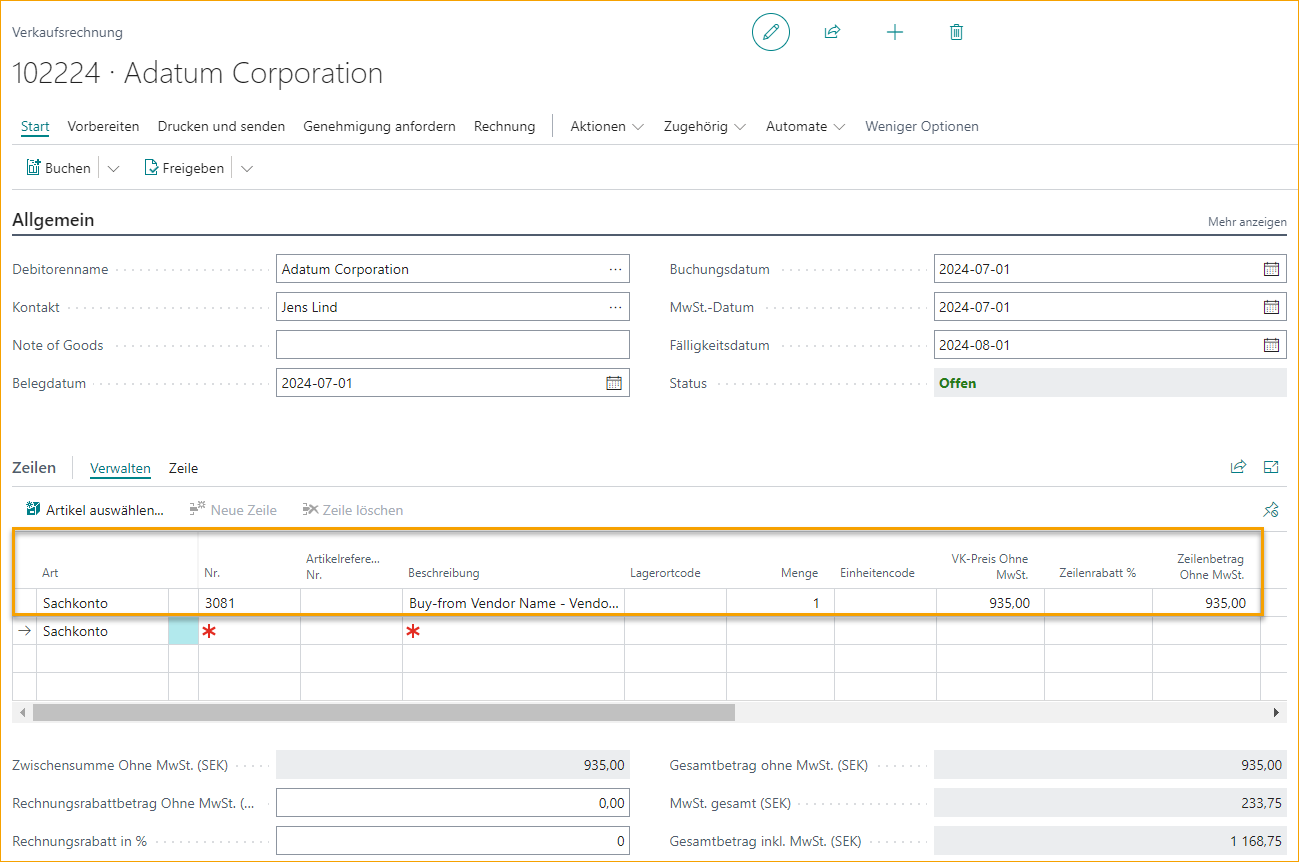 Verkaufsrechnung
102224 · Adatum Corporation
Start Vorbereiten Drucken und senden Genehmigung anfordern Rechnung Aktionen Zugehörig Automate Weniger Optionen
Buchen Freigeben
Allgemein Mehr anzeigen
Debitorenname Adatum Corporation ... Buchungsdatum 2024-07-01
Kontakt Jens Lind ... MwSt.-Datum 2024-07-01
Note of Goods Fälligkeitsdatum 2024-08-01
Belegdatum 2024-07-01 Status Offen
Zeilen Verwalten Zeile
Artikel auswählen... Neue Zeile Zeile löschen
Artikelrefere... VK-Preis Ohne Zeilenbetrag
Art Nr. Nr. Beschreibung Lagerortcode Menge Einheitencode MwSt. Zeilenrabatt % Ohne MwSt.
Sachkonto 3081 Buy-from Vendor Name - Vendo... 1 935,00 935,00
Sachkonto * *
Zwischensumme Ohne MwSt. (SEK) 935,00 Gesamtbetrag ohne MwSt. (SEK) 935,00
Rechnungsrabattbetrag Ohne MwSt. (... 0,00 MwSt. gesamt (SEK) 233,75
Rechnungsrabatt in % 0 Gesamtbetrag inkl. MwSt. (SEK) 1 168,75